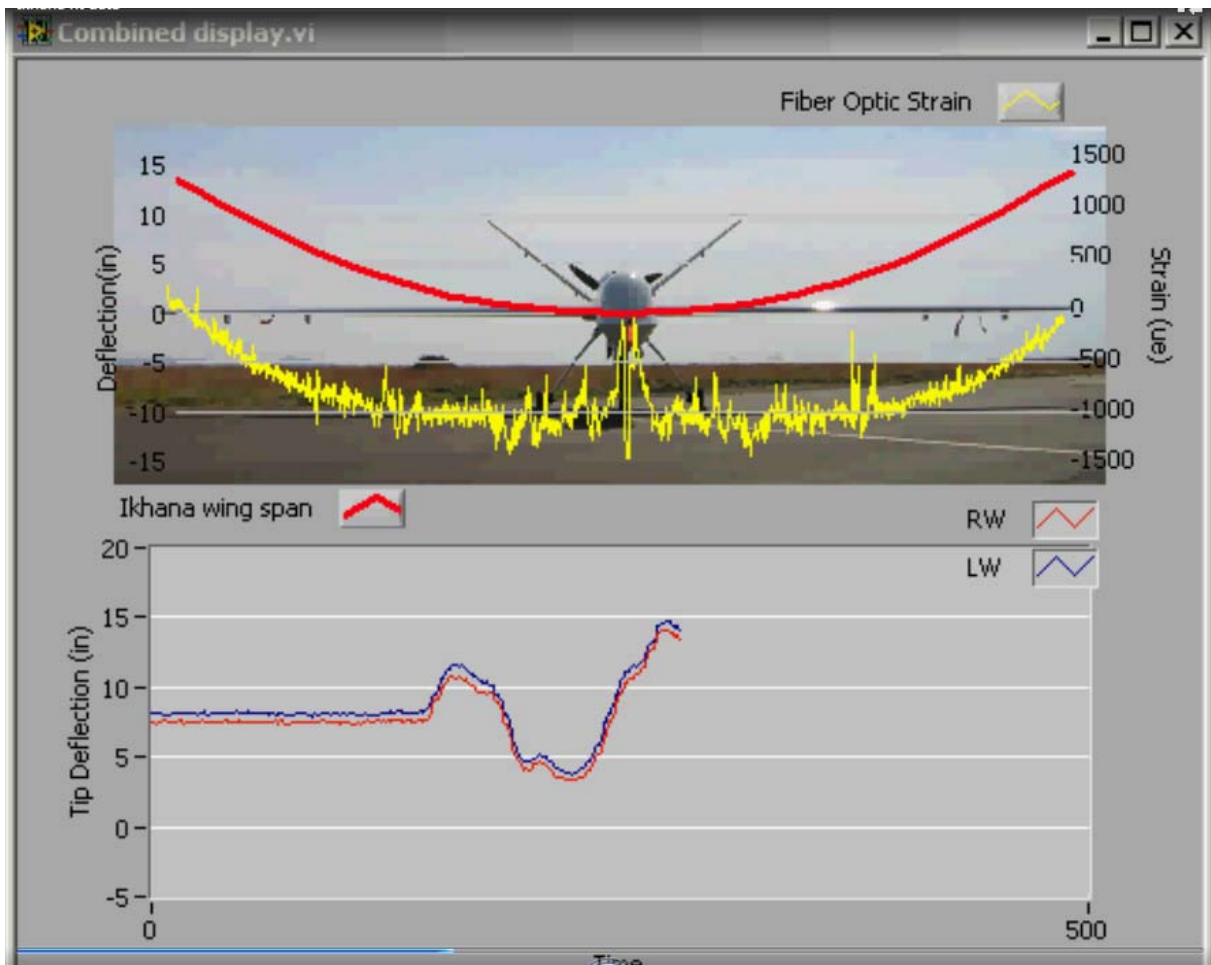 Combined display.vi
Fiber Optic Strain
15
10
5
0
-5
-10
-15
Deflection(in)
1500
1000
500
0
-500
-1000
-1500
Strain (ue)
Ikhana wing span
RW
LW
20
15
10
5
0
-5
Tip Deflection (in)
0
500
Time